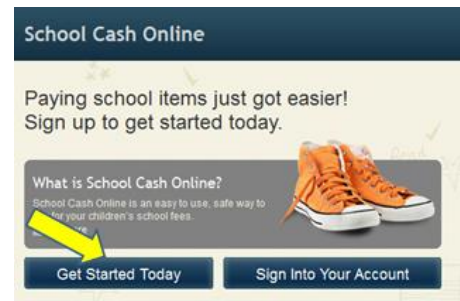 School Cash Online
Paying school items just got easier!
Sign up to get started today.
What is School Cash Online?
School Cash Online is an easy to use, safe way to
for your children's school fees.
Get Started Today
Sign Into Your Account